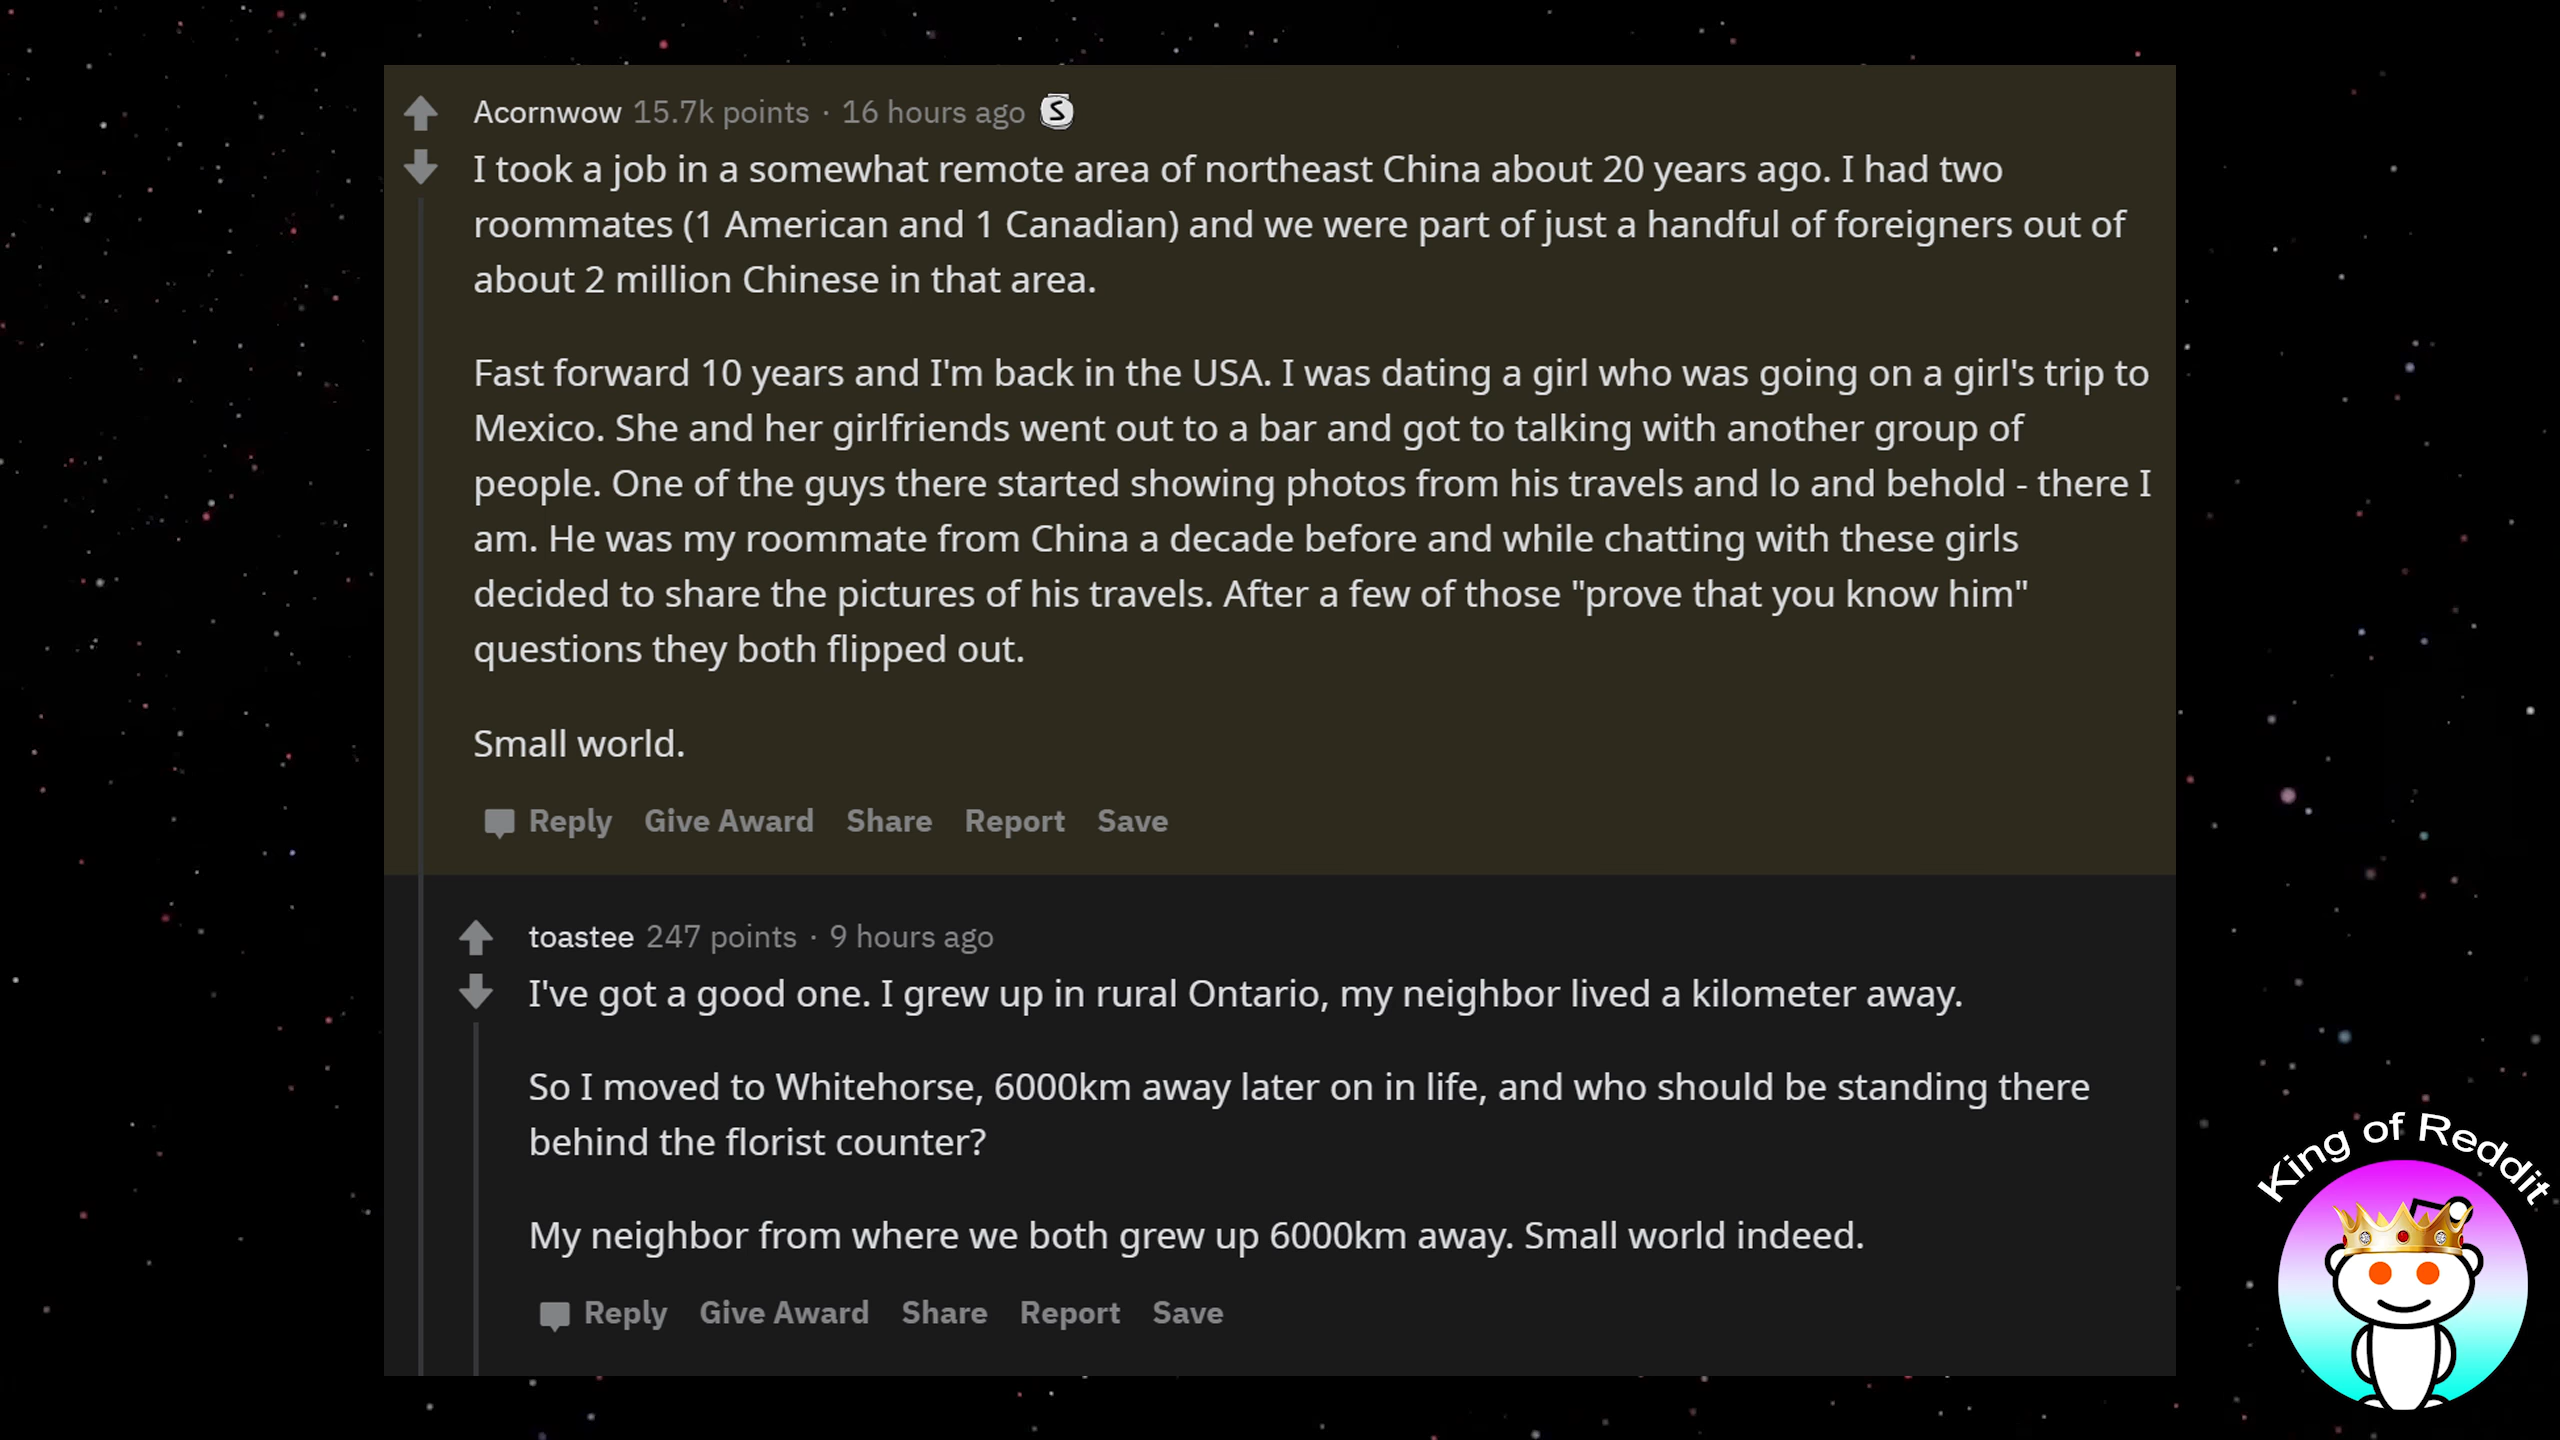 Acornwow 15.7k points · 16 hours ago S
I took a job in a somewhat remote area of northeast China about 20 years ago. I had two
roommates (1 American and 1 Canadian) and we were part of just a handful of foreigners out of
about 2 million Chinese in that area.
Fast forward 10 years and I'm back in the USA. I was dating a girl who was going on a girl's trip to
Mexico. She and her girlfriends went out to a bar and got to talking with another group of
people. One of the guys there started showing photos from his travels and lo and behold - there I
am. He was my roommate from China a decade before and while chatting with these girls
decided to share the pictures of his travels. After a few of those "prove that you know him"
questions they both flipped out.
Small world.
Reply Give Award Share Report Save
toastee 247 points · 9 hours ago
I've got a good one. I grew up in rural Ontario, my neighbor lived a kilometer away.
So I moved to Whitehorse, 6000km away later on in life, and who should be standing there
behind the florist counter?
My neighbor from where we both grew up 6000km away. Small world indeed.
Reply Give Award Share Report Save
King of Reddit